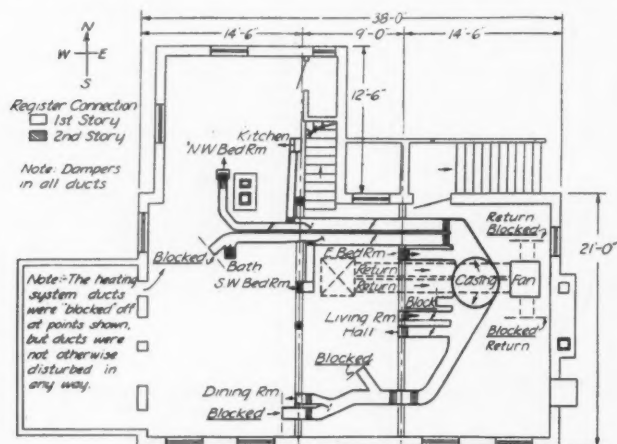 38'-0"
14'-6"
9'-0"
14'-6"
N
W
E
S
12'-6"
Register Connection
1st Story
2nd Story
Note: Dampers
in all ducts
Kitchen
NW Bed Rm
Return
Blocked
21'-0"
E Bed Rm
Return
Return
Casing
Fan
Blocked
Bath
S.W Bed Rm
Block
Living Rm
Hall
Blocked
Return
Note:-The heating
system ducts
were "blocked" off
at points shown,
but ducts were
not otherwise
disturbed in
any way.
Blocked
Dining Rm
Blocked